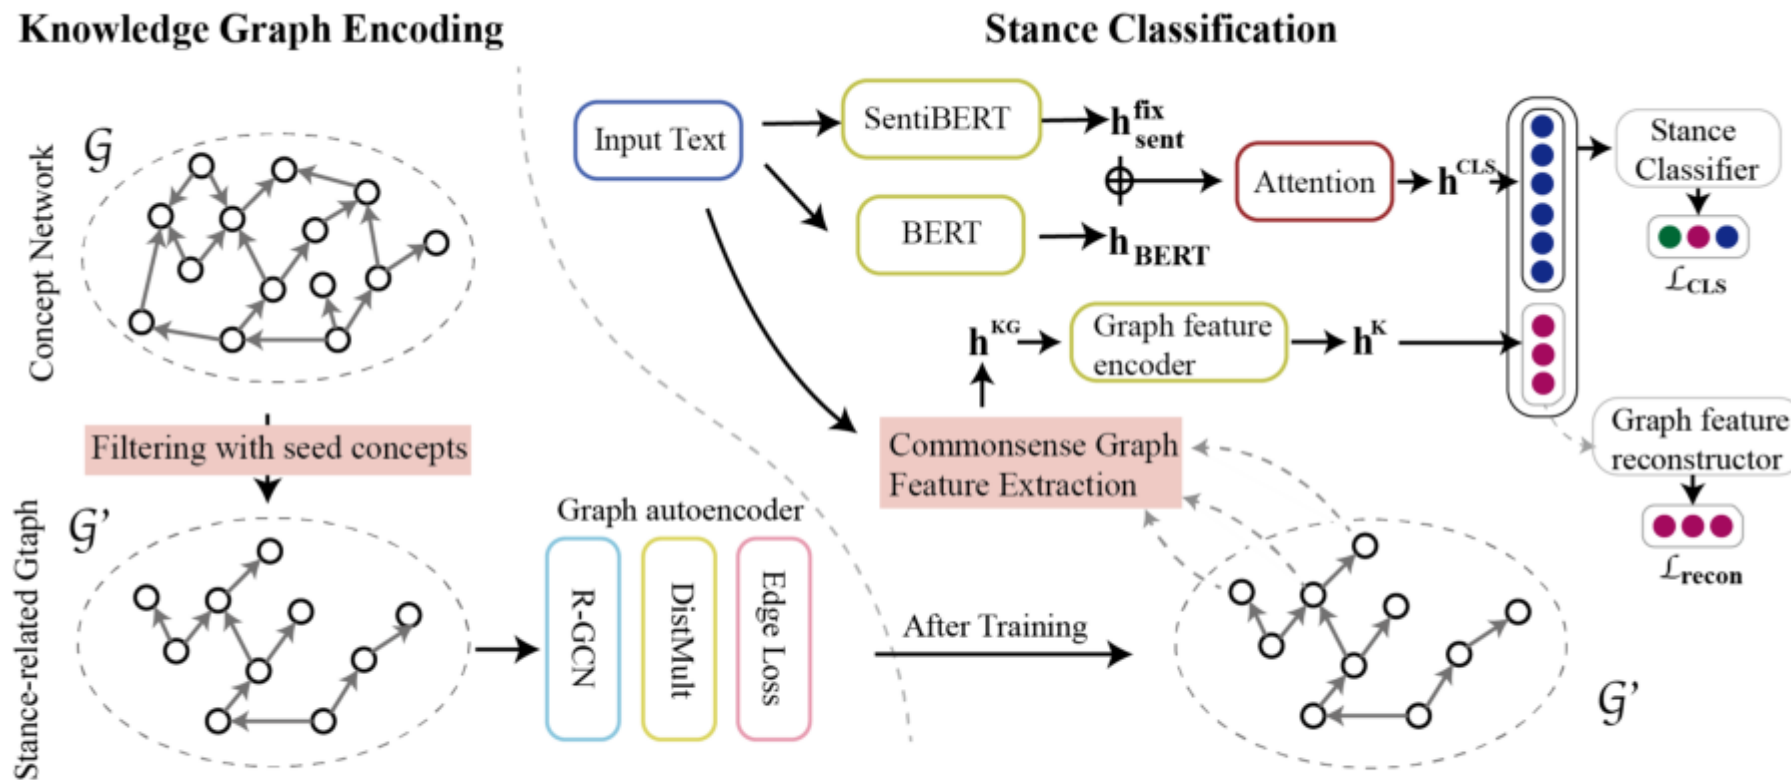 Knowledge Graph Encoding
Stance Classification
Concept Network
G
Filtering with seed concepts
Stance-related Gtaph
G'
Graph autoencoder
R-GCN
DistMult
Edge Loss
After Training
G'
Input Text
SentiBERT
h fix sent
BERT
h BERT
⊕
Attention
h CLS
Stance
Classifier
ℒ CLS
h KG
Graph feature
encoder
h K
Commonsense Graph
Feature Extraction
Graph feature
reconstructor
ℒ recon